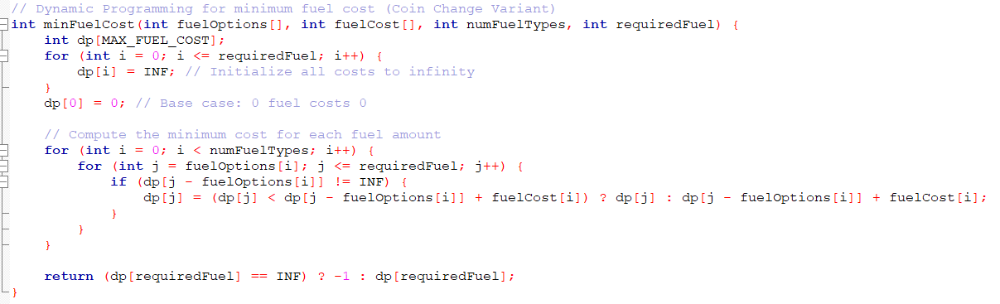 // Dynamic Programming for minimum fuel cost (Coin Change Variant)
int minFuelCost(int fuelOptions[], int fuelCost[], int numFuelTypes, int requiredFuel) {
    int dp[MAX_FUEL_COST];
    for (int i = 0; i <= requiredFuel; i++) {
        dp[i] = INF; // Initialize all costs to infinity
    }
    dp[0] = 0; // Base case: 0 fuel costs 0

    // Compute the minimum cost for each fuel amount
    for (int i = 0; i < numFuelTypes; i++) {
        for (int j = fuelOptions[i]; j <= requiredFuel; j++) {
            if (dp[j - fuelOptions[i]] != INF) {
                dp[j] = (dp[j] < dp[j - fuelOptions[i]] + fuelCost[i]) ? dp[j] : dp[j - fuelOptions[i]] + fuelCost[i];
            }
        }
    }

    return (dp[requiredFuel] == INF) ? -1 : dp[requiredFuel];
}